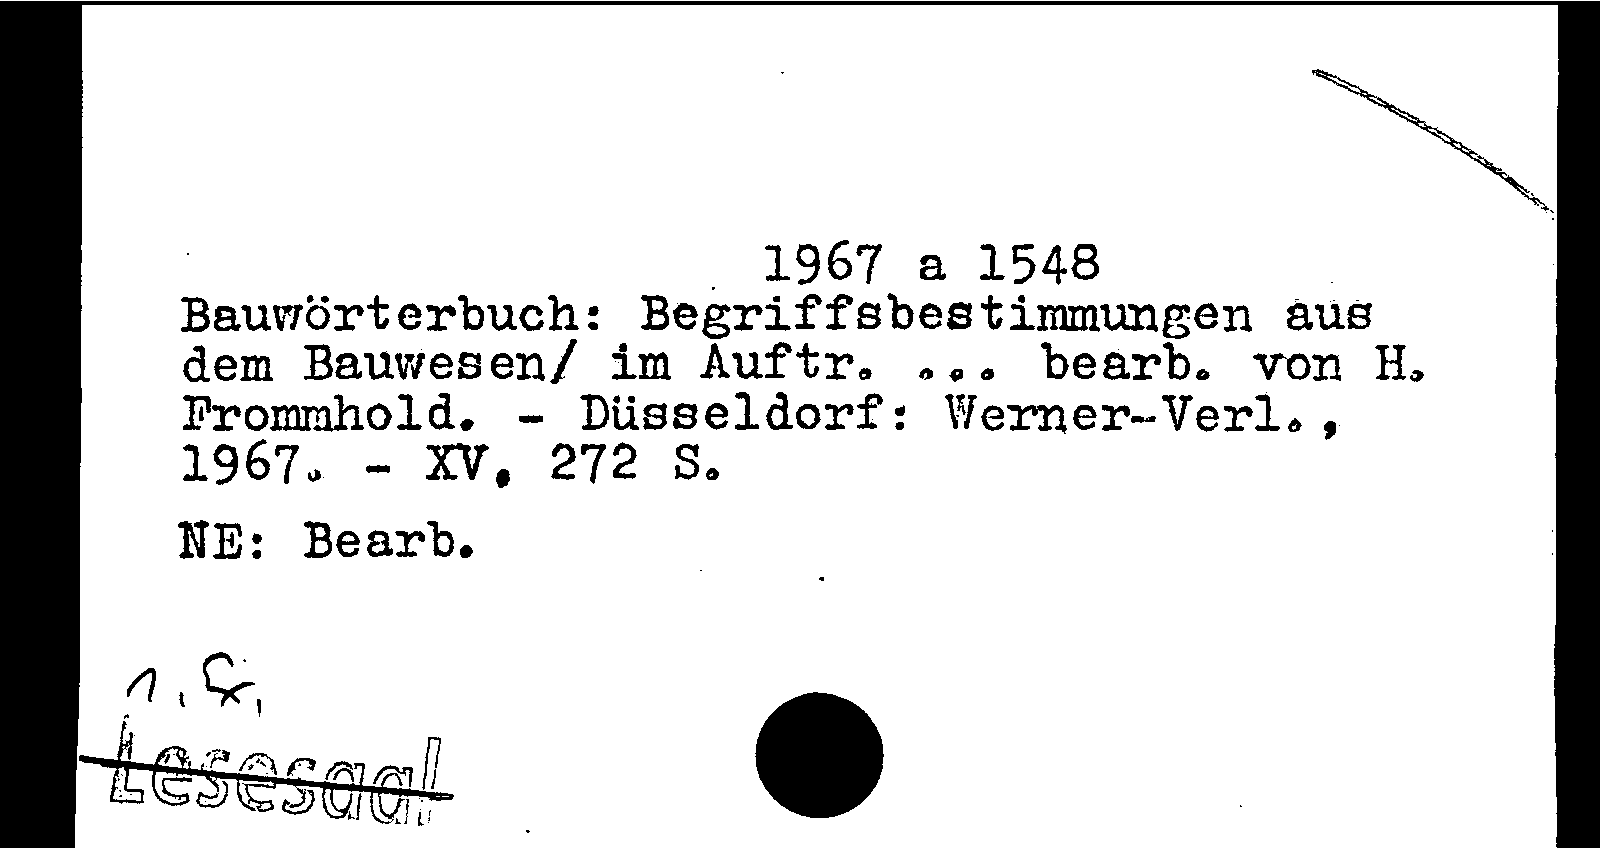 1967 a 1548
Bauwörterbuch: Begriffsbestimmungen aus
dem Bauwesen/ im Auftr. ... bearb. von H.
Frommhold. - Düsseldorf: Werner-Verl.,
1967. - XV, 272 S.
NE: Bearb.
Lesesaal